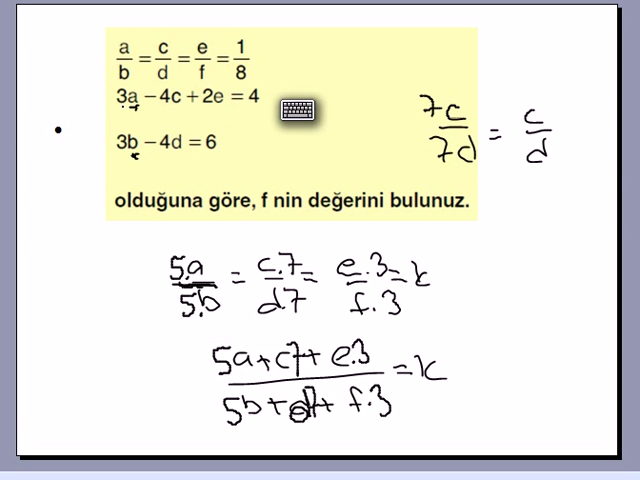 a/b = c/d = e/f = 1/8
3a − 4c + 2e = 4
3b − 4d = 6
olduğuna göre, f nin değerini bulunuz.
7c/7d = c/d
5.a/5.b = c.7/d7 = e.3/f.3 = k
5a+c7+e.3/5b+d7+f.3 = k